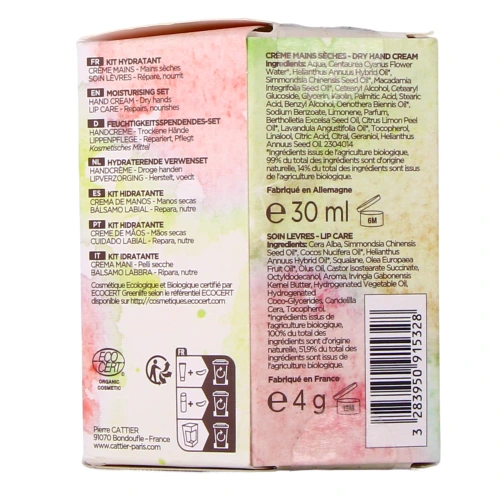 FR KIT HYDRATANT
CRÈME MAINS - Mains sèches
SOIN LÈVRES - Répare, nourrit
EN MOISTURISING SET
HAND CREAM - Dry hands
LIP CARE - Repairs, nourishes
D FEUCHTIGKEITSSPENDENDES-SET
HANDCREME - Trockene Hände
LIPPENPFLEGE - Repariert, Pflegt
Kosmetisches Mittel
NL HYDRATERENDE VERWENSET
HANDCRÈME - Droge handen
LIPVERZORGING - Herstelt, voedt
ES KIT HIDRATANTE
CREMA DE MANOS - Manos secas
BÁLSAMO LABIAL - Repara, nutre
PT KIT HIDRATANTE
CREME DE MÃOS - Mãos secas
CUIDADO LABIAL - Repara, nutre
IT KIT IDRATANTE
CREMA MANI - Pelli secche
BALSAMO LABBRA - Ripara, nutre
Cosmétique Ecologique et Biologique certifié par
ECOCERT Greenlife selon le référentiel ECOCERT
disponible sur http://cosmetiques.ecocert.com
ECO
CERT
ORGANIC
COSMETIC
FR
Pierre CATTIER
91070 Bondoufle - France
www.cattier-paris.com
CRÈME MAINS SÈCHES - DRY HAND CREAM
Ingredients: Aqua, Centaurea Cyanus Flower
Water*, Helianthus Annuus Hybrid Oil*,
Simmondsia Chinensis Seed Oil*, Macadamia
Integrifolia Seed Oil*, Cetearyl Alcohol, Cetearyl
Glucoside, Glycerin, Kaolin, Palmitic Acid, Stearic
Acid, Benzyl Alcohol, Oenothera Biennis Oil*,
Sodium Benzoate, Limonene, Parfum,
Bertholletia Excelsa Seed Oil, Citrus Limon Peel
Oil*, Lavandula Angustifolia Oil*, Tocopherol,
Linalool, Citric Acid, Citral, Geraniol, Helianthus
Annuus Seed Oil. 2304014
*Ingrédients issus de l'agriculture biologique.
99% du total des ingrédients sont d'origine
naturelle, 14% du total des ingrédients sont issus
de l'agriculture biologique.
Fabriqué en Allemagne
e 30 ml 6M
SOIN LÈVRES - LIP CARE
Ingredients: Cera Alba, Simmondsia Chinensis
Seed Oil*, Cocos Nucifera Oil*, Helianthus
Annuus Hybrid Oil*, Squalane, Olea Europaea
Fruit Oil*, Olus Oil, Castor Isostearate Succinate,
Octyldodecanol, Aroma, Irvingia Gabonensis
Kernel Butter, Hydrogenated Vegetable Oil,
Hydrogenated
Coco-Glycerides, Candelilla
Cera, Tocopherol.
*Ingrédients issus de
l'agriculture biologique.
100% du total des
ingrédients sont d'origine
naturelle, 51,9% du total des
ingrédients sont issus de
l'agriculture biologique.
Fabriqué en France
e 4 g 12M
3 283950 915328